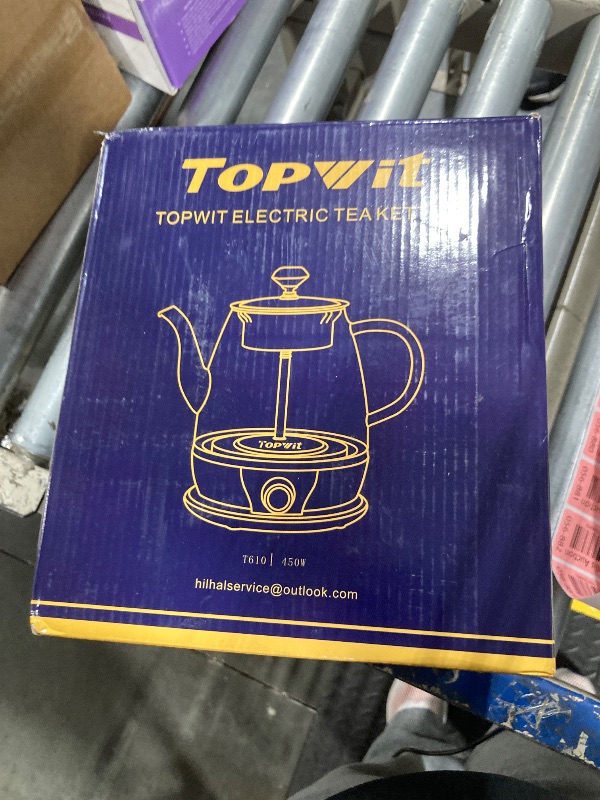 TOPWIT
TOPWIT ELECTRIC TEA KET
TOPWIT
T610 | 450W
hilhalservice@outlook.com